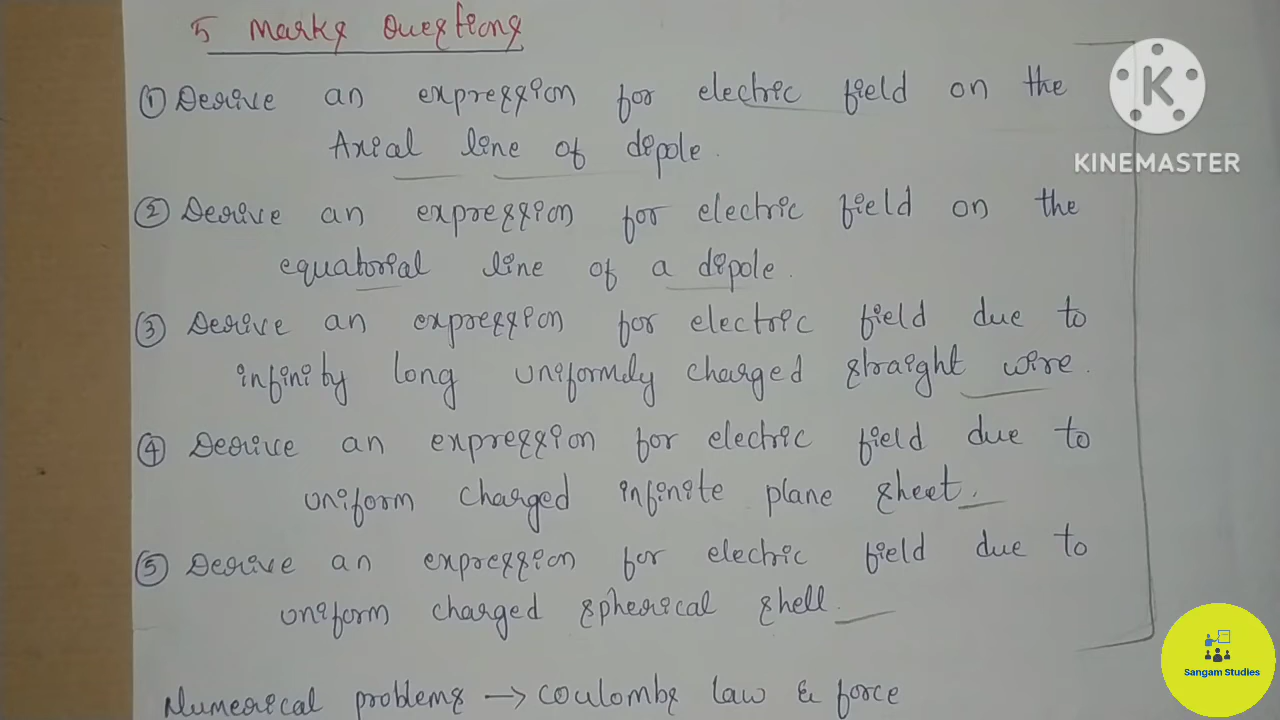 5 Marks Questions
① Derive an expression for electric field on the
Axial line of dipole.
② Derive an expression for electric field on the
equatorial line of a dipole.
③ Derive an expression for electric field due to
infinity long uniformly charged straight wire.
④ Derive an expression for electric field due to
uniform charged infinite plane sheet.
⑤ Derive an expression for electric field due to
uniform charged spherical shell.
Numerical problems → Coulombs law & force
K
KINEMASTER
Sangam Studies